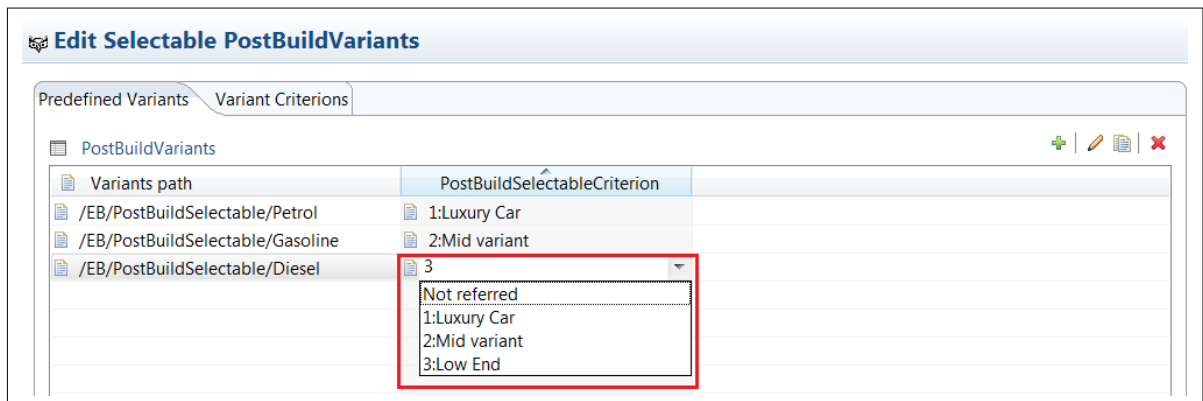 Edit Selectable PostBuildVariants
Predefined Variants Variant Criterions
PostBuildVariants
Variants path PostBuildSelectableCriterion
/EB/PostBuildSelectable/Petrol 1:Luxury Car
/EB/PostBuildSelectable/Gasoline 2:Mid variant
/EB/PostBuildSelectable/Diesel 3
Not referred
1:Luxury Car
2:Mid variant
3:Low End